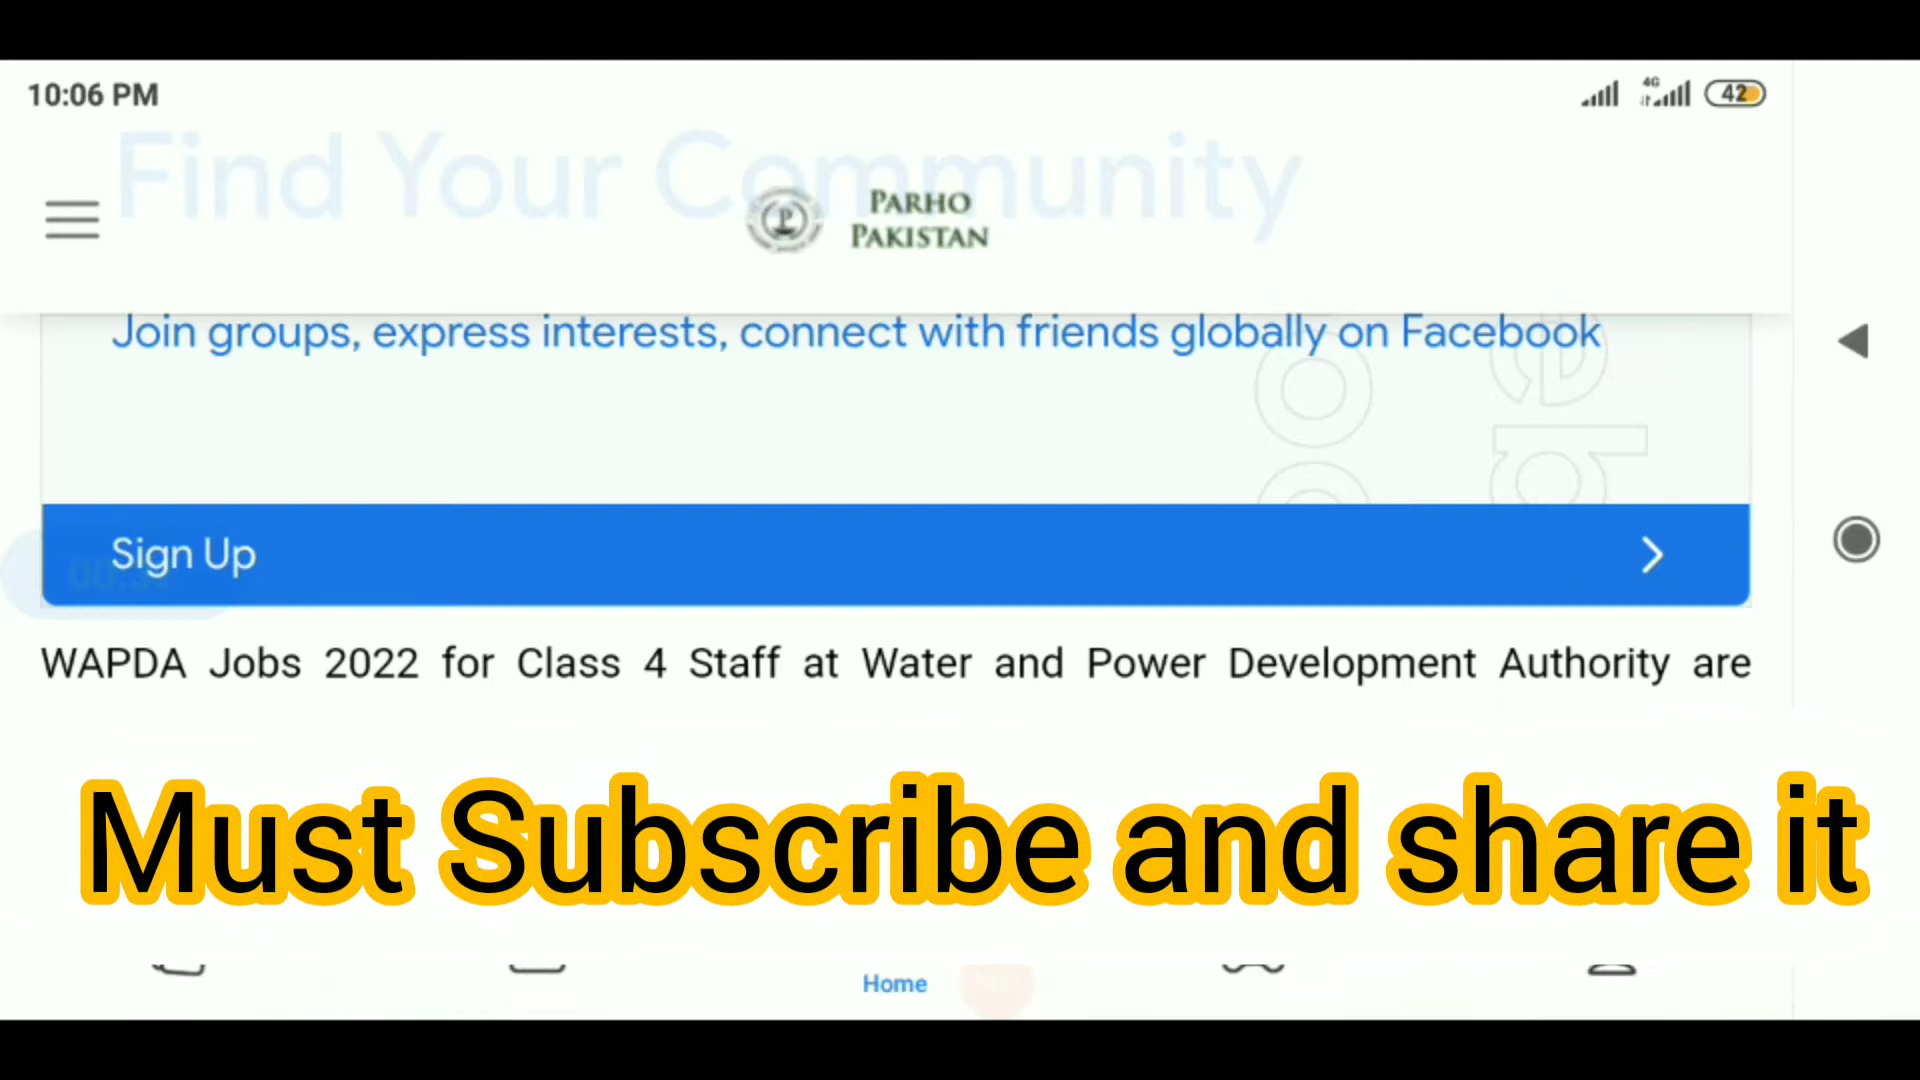 10:06 PM
4G
42
Find Your Community
PARHO
PAKISTAN
Join groups, express interests, connect with friends globally on Facebook
Sign Up
WAPDA Jobs 2022 for Class 4 Staff at Water and Power Development Authority are
Must Subscribe and share it
Home